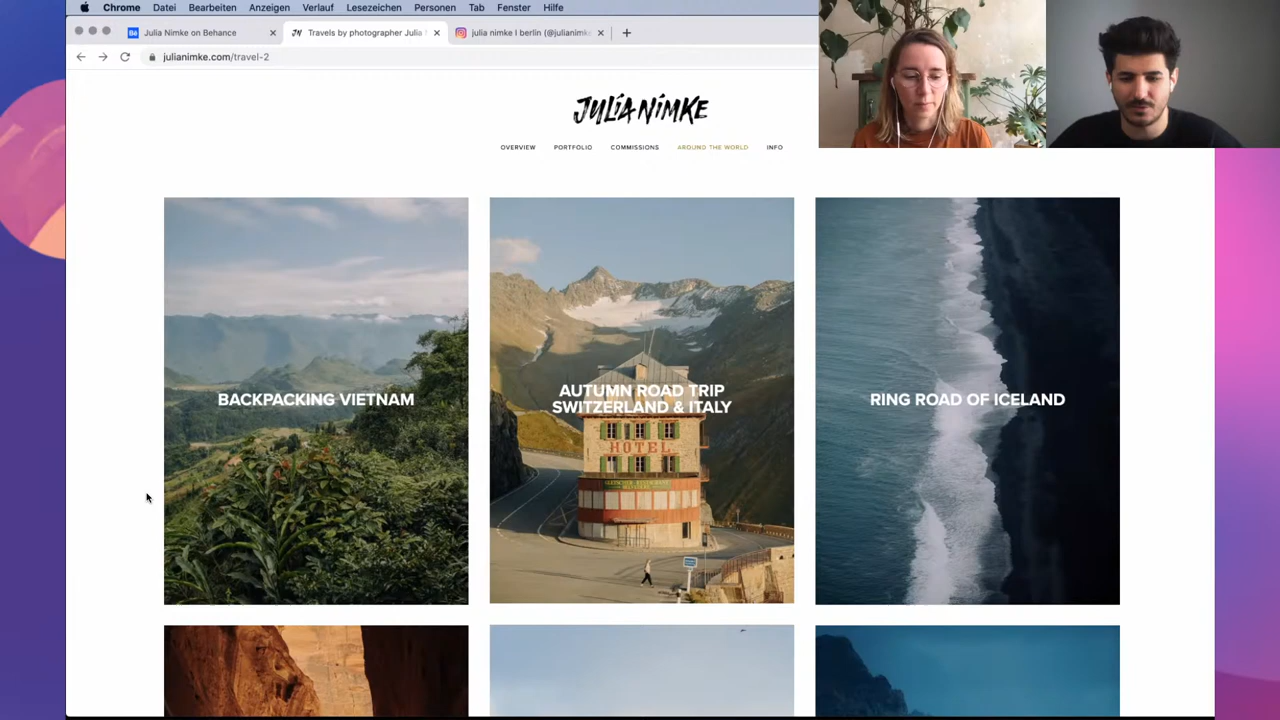 Chrome Datei Bearbeiten Anzeigen Verlauf Lesezeichen Personen Tab Fenster Hilfe
Bē Julia Nimke on Behance × JN Travels by photographer Julia × julia nimke I berlin (@julianimk × +
julianimke.com/travel-2
JULIA NIMKE
OVERVIEW PORTFOLIO COMMISSIONS AROUND THE WORLD INFO
BACKPACKING VIETNAM
AUTUMN ROAD TRIP
SWITZERLAND & ITALY
RING ROAD OF ICELAND
HOTEL